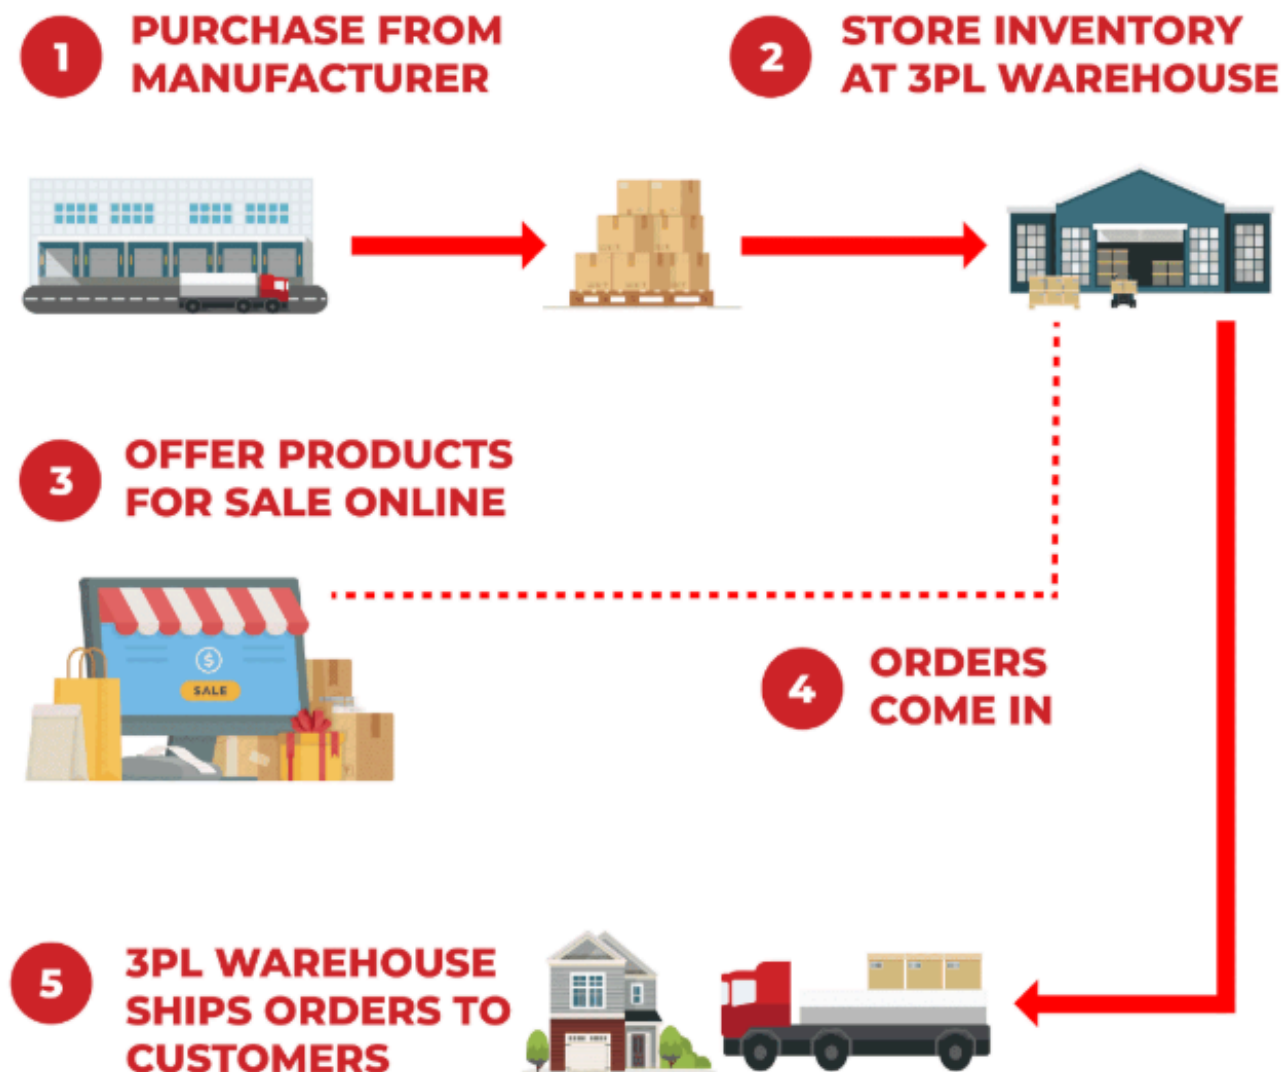 1
PURCHASE FROM
MANUFACTURER
2
STORE INVENTORY
AT 3PL WAREHOUSE
3
OFFER PRODUCTS
FOR SALE ONLINE
$
SALE
4
ORDERS
COME IN
5
3PL WAREHOUSE
SHIPS ORDERS TO
CUSTOMERS